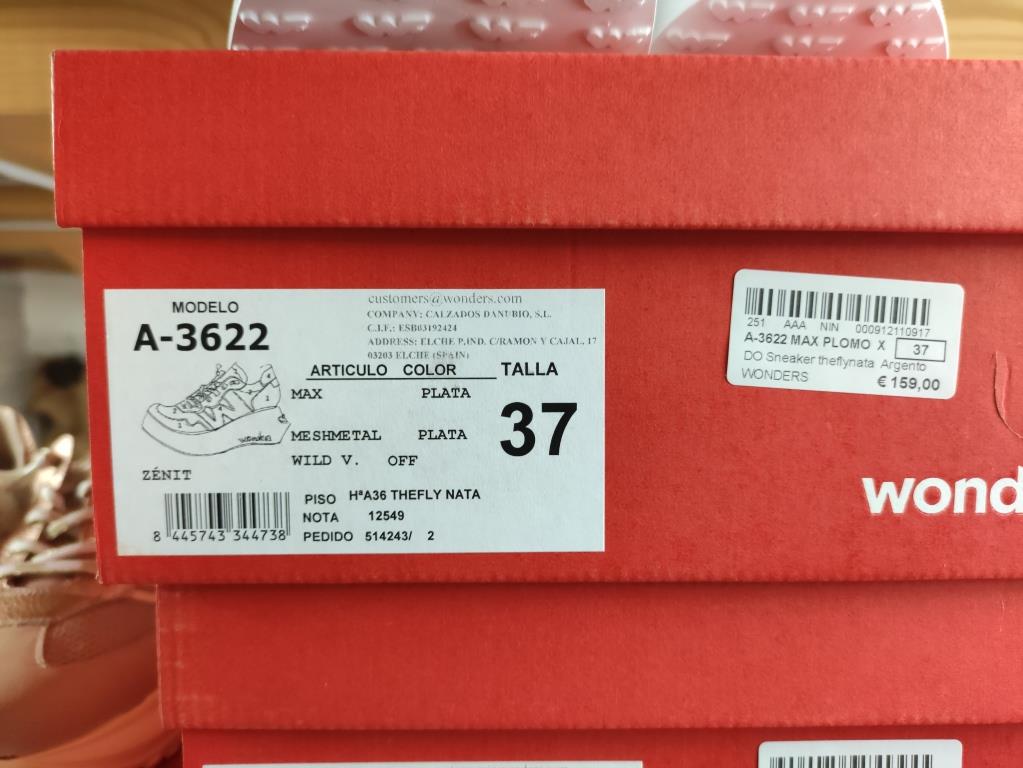 MODELO
A-3622
customers@wonders.com
COMPANY: CALZADOS DANUBIO, S.L.
C.I.F.: ESB03192424
ADDRESS: ELCHE P.IND. C/RAMON Y CAJAL, 17
03203 ELCHE (SPAIN)
ARTICULO COLOR TALLA
MAX PLATA
37
MESHMETAL PLATA
WILD V. OFF
wonders
ZÉNIT
PISO HªA36 THEFLY NATA
NOTA 12549
PEDIDO 514243/ 2
8 445743 344738
251 AAA NIN 000912110917
A-3622 MAX PLOMO X 37
DO Sneaker theflynata Argento
WONDERS € 159,00
wond